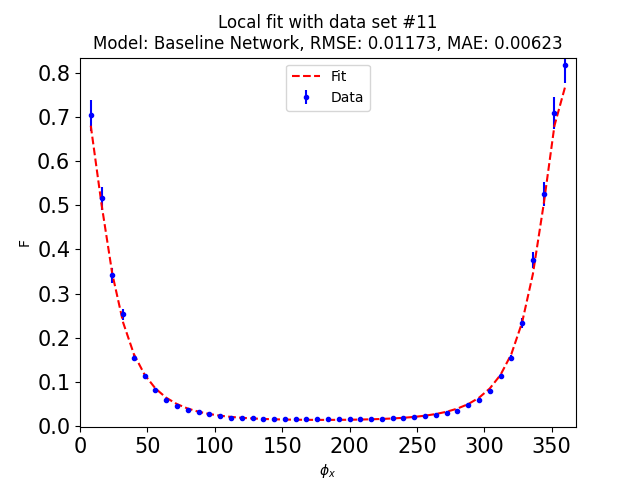 Local fit with data set #11
Model: Baseline Network, RMSE: 0.01173, MAE: 0.00623
Fit
Data
F
0.8
0.7
0.6
0.5
0.4
0.3
0.2
0.1
0.0
0 50 100 150 200 250 300 350
ϕx